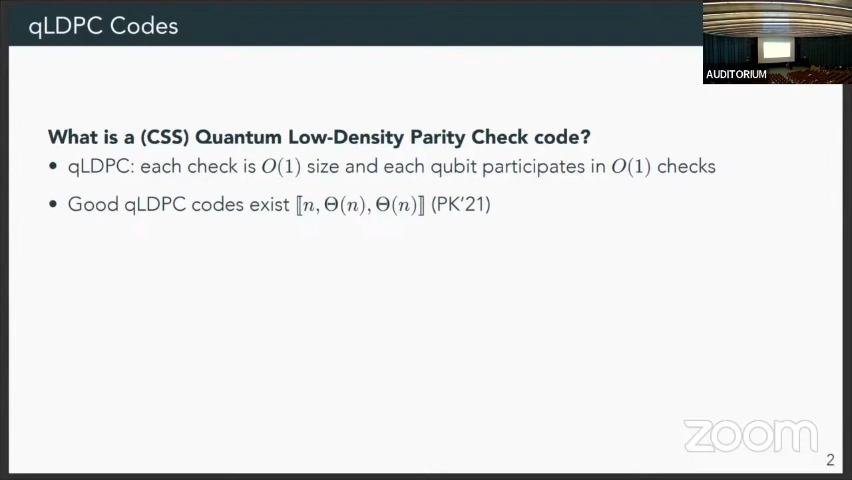 qLDPC Codes
AUDITORIUM
What is a (CSS) Quantum Low-Density Parity Check code?
• qLDPC: each check is O(1) size and each qubit participates in O(1) checks
• Good qLDPC codes exist ⟦n, Θ(n), Θ(n)⟧ (PK'21)
zoom
2